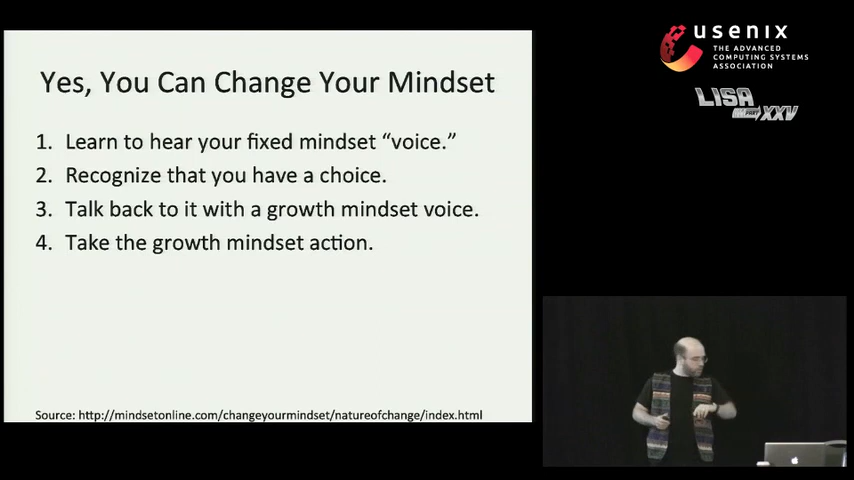 Yes, You Can Change Your Mindset
1. Learn to hear your fixed mindset “voice.”
2. Recognize that you have a choice.
3. Talk back to it with a growth mindset voice.
4. Take the growth mindset action.
Source: http://mindsetonline.com/changeyourmindset/natureofchange/index.html
usenix
THE ADVANCED
COMPUTING SYSTEMS
ASSOCIATION
LISA
XXV